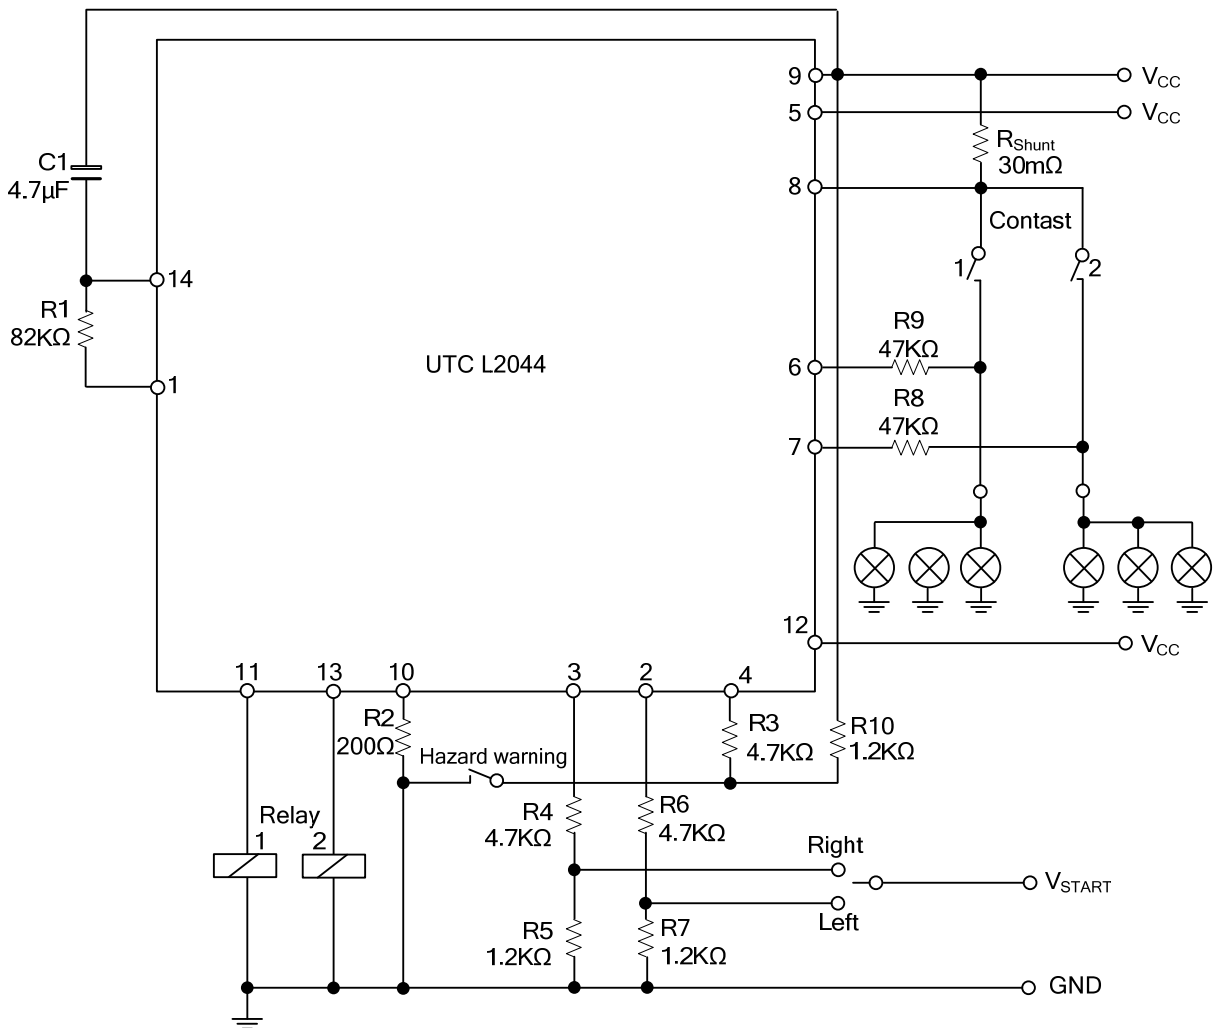 9
V_CC
5
V_CC
R_Shunt
30mΩ
C1
4.7µF
8
Contast
1
2
14
R1
82KΩ
R9
47KΩ
UTC L2044
6
1
R8
47KΩ
7
12
V_CC
11
13
10
3
2
4
R2
200Ω
R3
4.7KΩ
R10
1.2KΩ
Hazard warning
Relay
1
2
R4
4.7KΩ
R6
4.7KΩ
Right
V_START
Left
R5
1.2KΩ
R7
1.2KΩ
GND